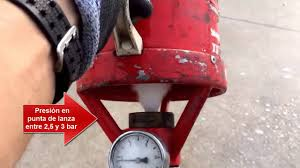 Presión en
punta de lanza
entre 2,5 y 3 bar